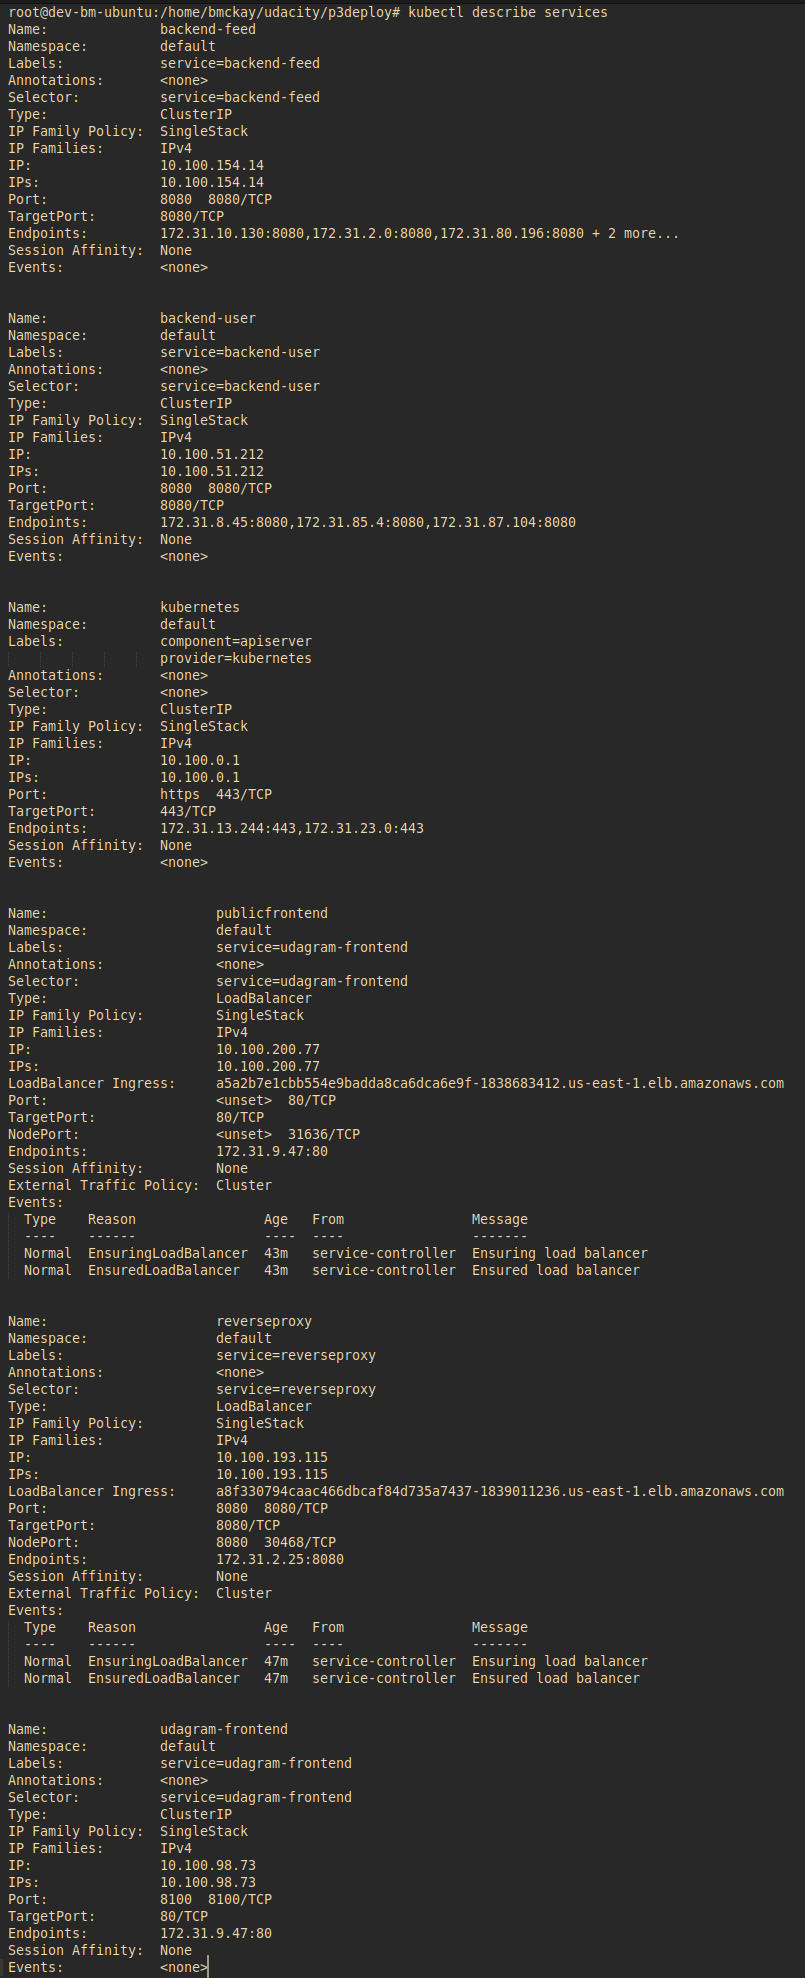 root@dev-bm-ubuntu:/home/bmckay/udacity/p3deploy# kubectl describe services
Name:              backend-feed
Namespace:         default
Labels:            service=backend-feed
Annotations:       <none>
Selector:          service=backend-feed
Type:              ClusterIP
IP Family Policy:  SingleStack
IP Families:       IPv4
IP:                10.100.154.14
IPs:               10.100.154.14
Port:              8080  8080/TCP
TargetPort:        8080/TCP
Endpoints:         172.31.10.130:8080,172.31.2.0:8080,172.31.80.196:8080 + 2 more...
Session Affinity:  None
Events:            <none>


Name:              backend-user
Namespace:         default
Labels:            service=backend-user
Annotations:       <none>
Selector:          service=backend-user
Type:              ClusterIP
IP Family Policy:  SingleStack
IP Families:       IPv4
IP:                10.100.51.212
IPs:               10.100.51.212
Port:              8080  8080/TCP
TargetPort:        8080/TCP
Endpoints:         172.31.8.45:8080,172.31.85.4:8080,172.31.87.104:8080
Session Affinity:  None
Events:            <none>


Name:              kubernetes
Namespace:         default
Labels:            component=apiserver
                   provider=kubernetes
Annotations:       <none>
Selector:          <none>
Type:              ClusterIP
IP Family Policy:  SingleStack
IP Families:       IPv4
IP:                10.100.0.1
IPs:               10.100.0.1
Port:              https  443/TCP
TargetPort:        443/TCP
Endpoints:         172.31.13.244:443,172.31.23.0:443
Session Affinity:  None
Events:            <none>


Name:                     publicfrontend
Namespace:                default
Labels:                   service=udagram-frontend
Annotations:              <none>
Selector:                 service=udagram-frontend
Type:                     LoadBalancer
IP Family Policy:         SingleStack
IP Families:              IPv4
IP:                       10.100.200.77
IPs:                      10.100.200.77
LoadBalancer Ingress:     a5a2b7e1cbb554e9badda8ca6dca6e9f-1838683412.us-east-1.elb.amazonaws.com
Port:                     <unset>  80/TCP
TargetPort:               80/TCP
NodePort:                 <unset>  31636/TCP
Endpoints:                172.31.9.47:80
Session Affinity:         None
External Traffic Policy:  Cluster
Events:
  Type    Reason                Age   From                Message
  ----    ------                ----  ----                -------
  Normal  EnsuringLoadBalancer  43m   service-controller  Ensuring load balancer
  Normal  EnsuredLoadBalancer   43m   service-controller  Ensured load balancer


Name:                     reverseproxy
Namespace:                default
Labels:                   service=reverseproxy
Annotations:              <none>
Selector:                 service=reverseproxy
Type:                     LoadBalancer
IP Family Policy:         SingleStack
IP Families:              IPv4
IP:                       10.100.193.115
IPs:                      10.100.193.115
LoadBalancer Ingress:     a8f330794caac466dbcaf84d735a7437-1839011236.us-east-1.elb.amazonaws.com
Port:                     8080  8080/TCP
TargetPort:               8080/TCP
NodePort:                 8080  30468/TCP
Endpoints:                172.31.2.25:8080
Session Affinity:         None
External Traffic Policy:  Cluster
Events:
  Type    Reason                Age   From                Message
  ----    ------                ----  ----                -------
  Normal  EnsuringLoadBalancer  47m   service-controller  Ensuring load balancer
  Normal  EnsuredLoadBalancer   47m   service-controller  Ensured load balancer


Name:              udagram-frontend
Namespace:         default
Labels:            service=udagram-frontend
Annotations:       <none>
Selector:          service=udagram-frontend
Type:              ClusterIP
IP Family Policy:  SingleStack
IP Families:       IPv4
IP:                10.100.98.73
IPs:               10.100.98.73
Port:              8100  8100/TCP
TargetPort:        80/TCP
Endpoints:         172.31.9.47:80
Session Affinity:  None
Events:            <none>